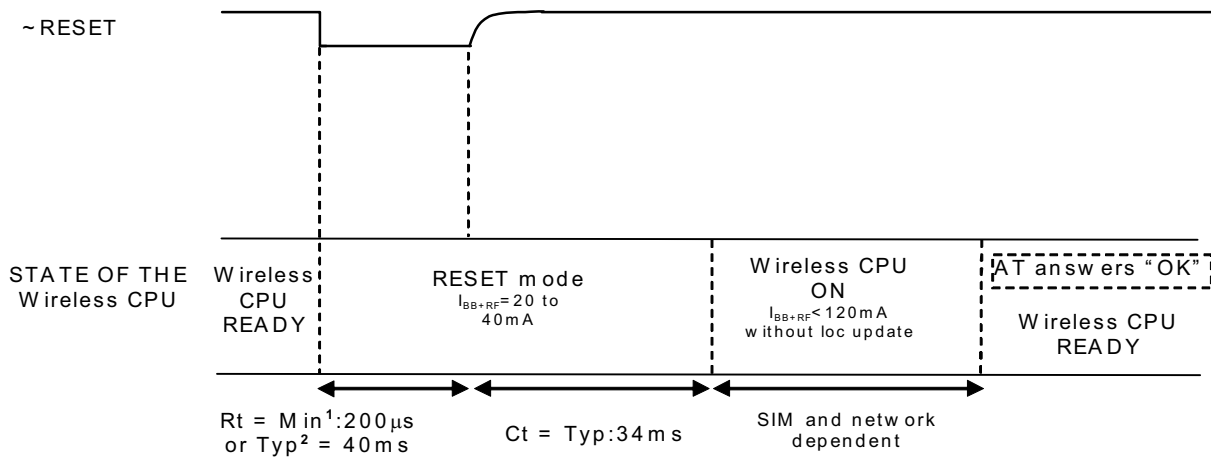 ~RESET
STATE OF THE
Wireless CPU
Wireless
CPU
READY
RESET mode
I_BB+RF=20 to
40mA
Wireless CPU
ON
I_BB+RF<120mA
without loc update
AT answers “OK”
Wireless CPU
READY
Rt = Min¹:200μs
or Typ² = 40ms
Ct = Typ:34ms
SIM and network
dependent